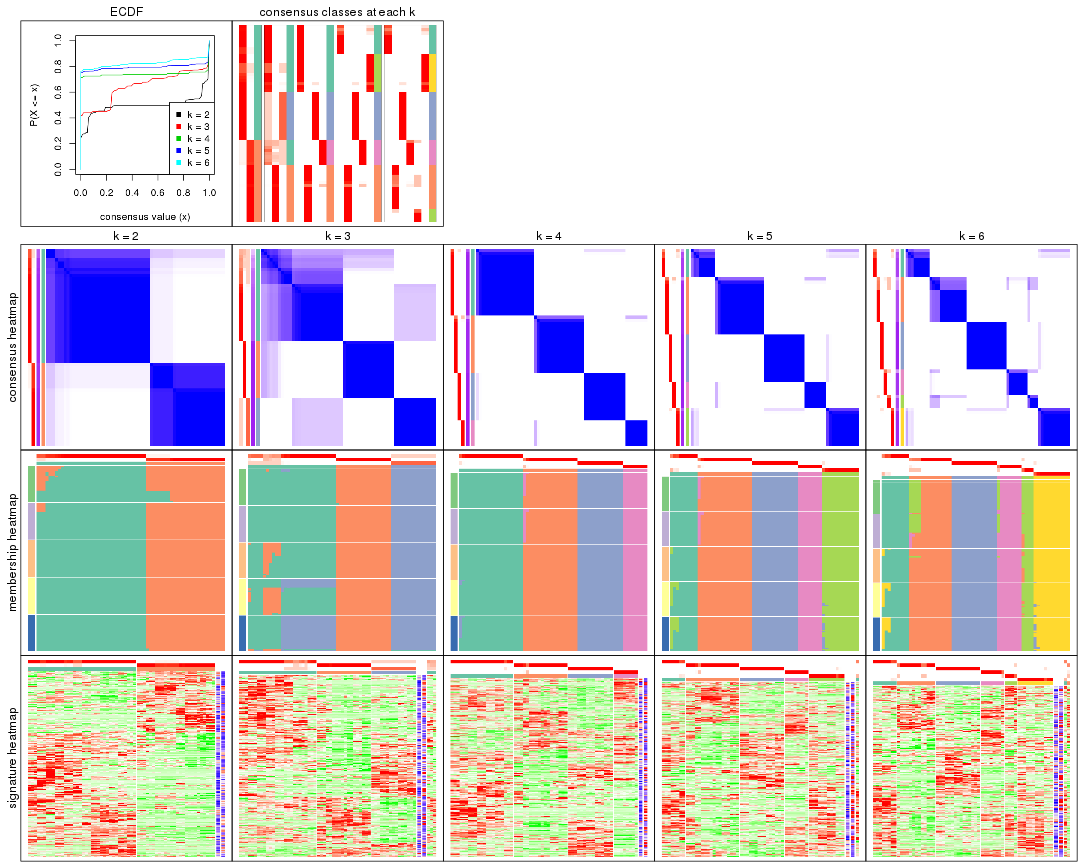 ECDF
consensus classes at each k
P(X <= x)
0.0
0.2
0.4
0.6
0.8
1.0
k = 2
k = 3
k = 4
k = 5
k = 6
0.0 0.2 0.4 0.6 0.8 1.0
consensus value (x)
k = 2
k = 3
k = 4
k = 5
k = 6
consensus heatmap
membership heatmap
signature heatmap